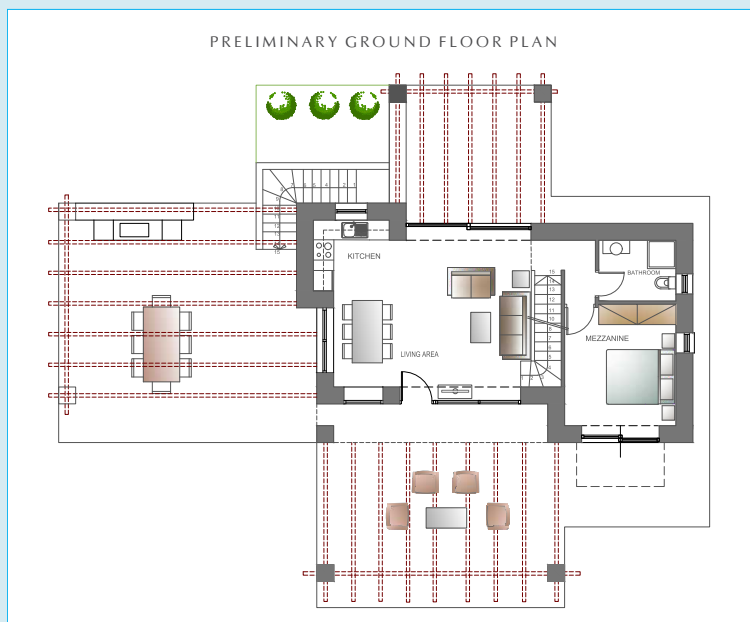 PRELIMINARY GROUND FLOOR PLAN
KITCHEN
BATHROOM
MEZZANINE
LIVING AREA